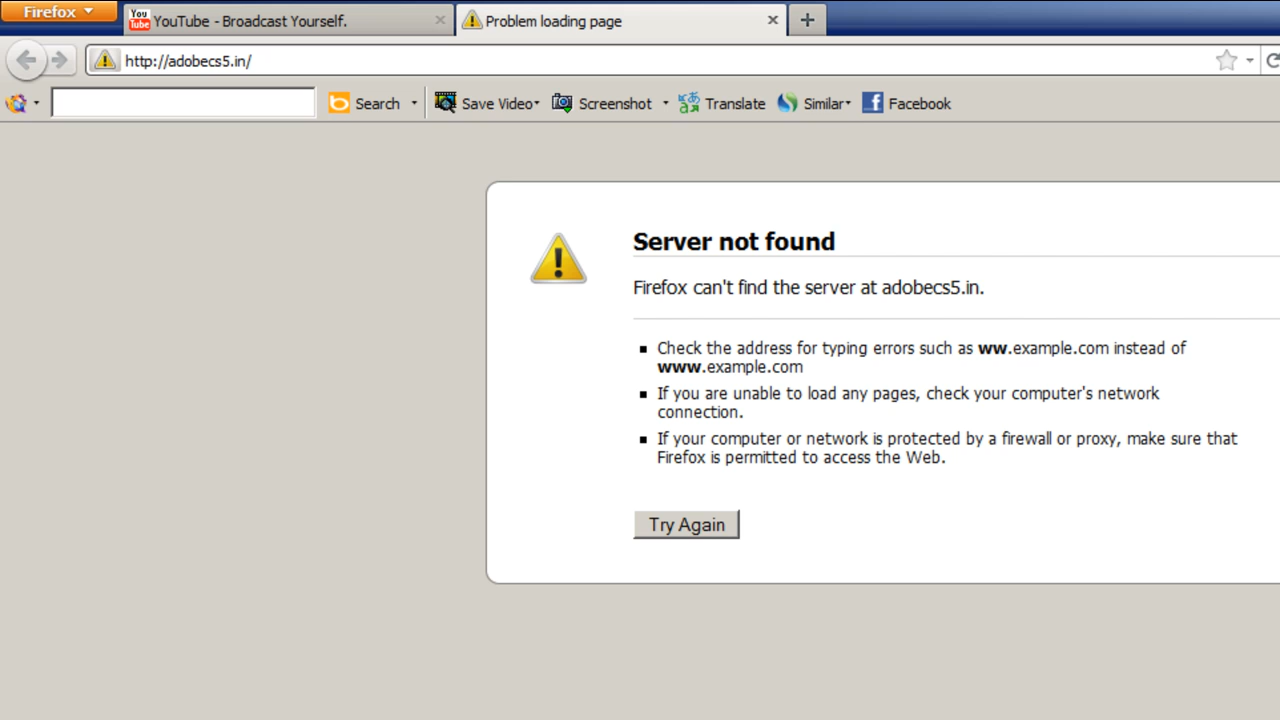 Firefox
You
Tube
YouTube - Broadcast Yourself.
Problem loading page
http://adobecs5.in/
Search
Save Video
Screenshot
Translate
Similar
Facebook
Server not found
Firefox can't find the server at adobecs5.in.
Check the address for typing errors such as ww.example.com instead of
www.example.com
If you are unable to load any pages, check your computer's network
connection.
If your computer or network is protected by a firewall or proxy, make sure that
Firefox is permitted to access the Web.
Try Again